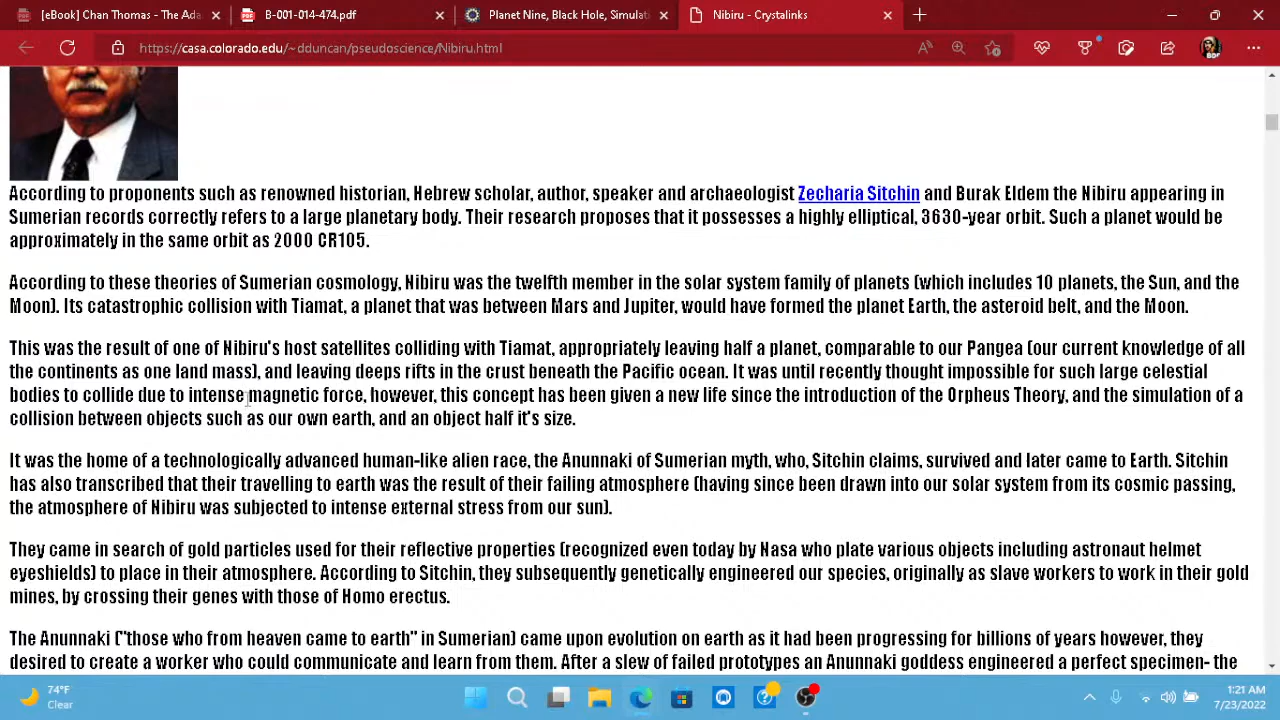 [eBook] Chan Thomas - The Ada
B-001-014-474.pdf
Planet Nine, Black Hole, Simulati
Nibiru - Crystalinks
https://casa.colorado.edu/~dduncan/pseudoscience/Nibiru.html
According to proponents such as renowned historian, Hebrew scholar, author, speaker and archaeologist Zecharia Sitchin and Burak Eldem the Nibiru appearing in
Sumerian records correctly refers to a large planetary body. Their research proposes that it possesses a highly elliptical, 3630-year orbit. Such a planet would be
approximately in the same orbit as 2000 CR105.
According to these theories of Sumerian cosmology, Nibiru was the twelfth member in the solar system family of planets (which includes 10 planets, the Sun, and the
Moon). Its catastrophic collision with Tiamat, a planet that was between Mars and Jupiter, would have formed the planet Earth, the asteroid belt, and the Moon.
This was the result of one of Nibiru's host satellites colliding with Tiamat, appropriately leaving half a planet, comparable to our Pangea (our current knowledge of all
the continents as one land mass), and leaving deeps rifts in the crust beneath the Pacific ocean. It was until recently thought impossible for such large celestial
bodies to collide due to intense magnetic force, however, this concept has been given a new life since the introduction of the Orpheus Theory, and the simulation of a
collision between objects such as our own earth, and an object half it's size.
It was the home of a technologically advanced human-like alien race, the Anunnaki of Sumerian myth, who, Sitchin claims, survived and later came to Earth. Sitchin
has also transcribed that their travelling to earth was the result of their failing atmosphere (having since been drawn into our solar system from its cosmic passing,
the atmosphere of Nibiru was subjected to intense external stress from our sun).
They came in search of gold particles used for their reflective properties (recognized even today by Nasa who plate various objects including astronaut helmet
eyeshields) to place in their atmosphere. According to Sitchin, they subsequently genetically engineered our species, originally as slave workers to work in their gold
mines, by crossing their genes with those of Homo erectus.
The Anunnaki ("those who from heaven came to earth" in Sumerian) came upon evolution on earth as it had been progressing for billions of years however, they
desired to create a worker who could communicate and learn from them. After a slew of failed prototypes an Anunnaki goddess engineered a perfect specimen- the
74°F
Clear
1:21 AM
7/23/2022